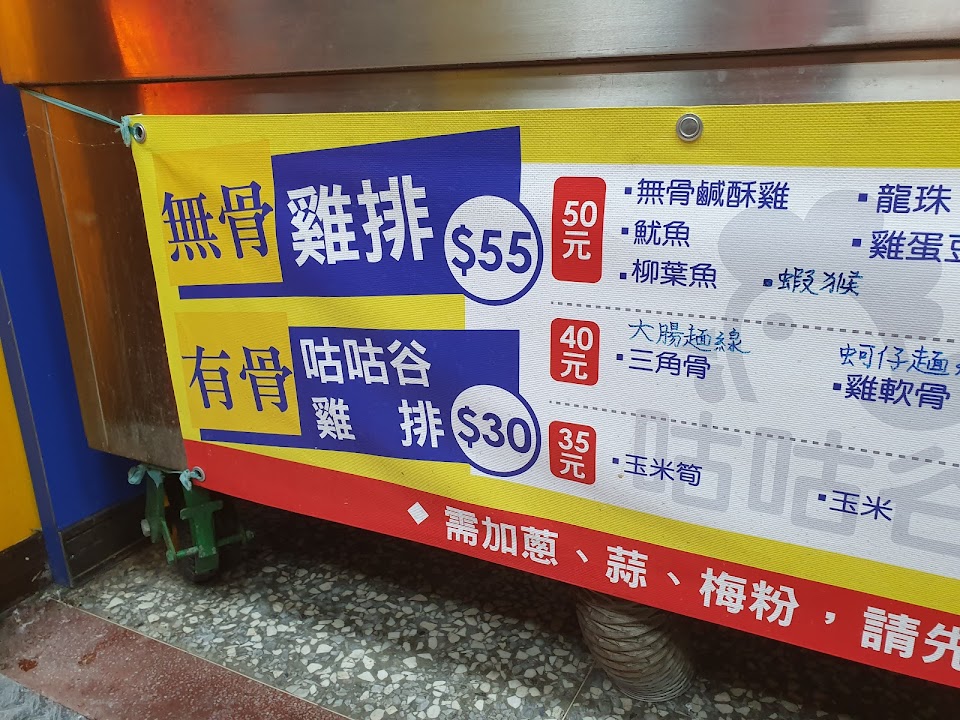 無骨 雞排 $55
有骨 咕咕谷
雞 排 $30
50元
▪無骨鹹酥雞 ▪龍珠
▪魷魚 ▪雞蛋豆
▪柳葉魚 ▪蝦猴
40元
大腸麵線 蚵仔麵
▪三角骨 ▪雞軟骨
35元
▪玉米筍 ▪玉米
咕咕谷
◆ 需加蔥、蒜、梅粉，請先